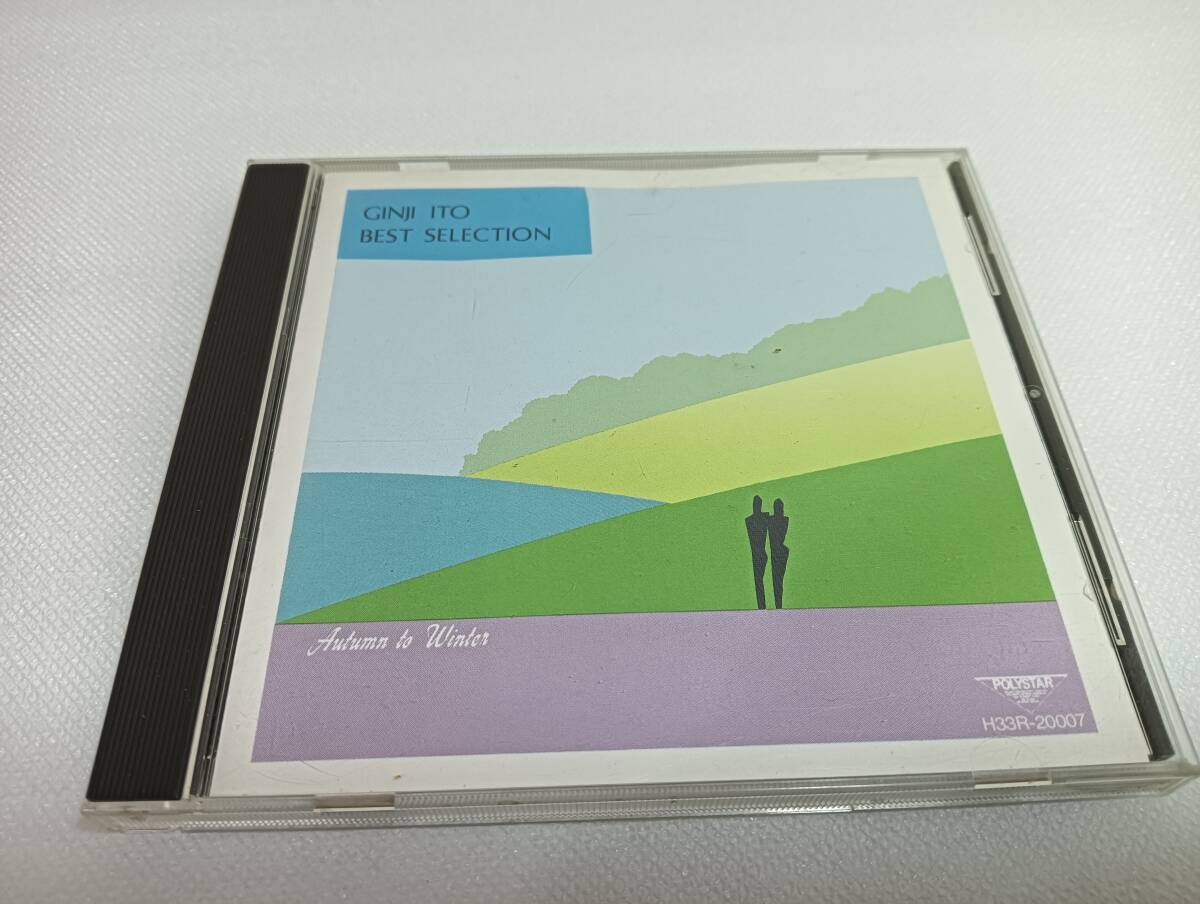 GINJI ITO
BEST SELECTION
Autumn to Winter
POLYSTAR
H33R-20007